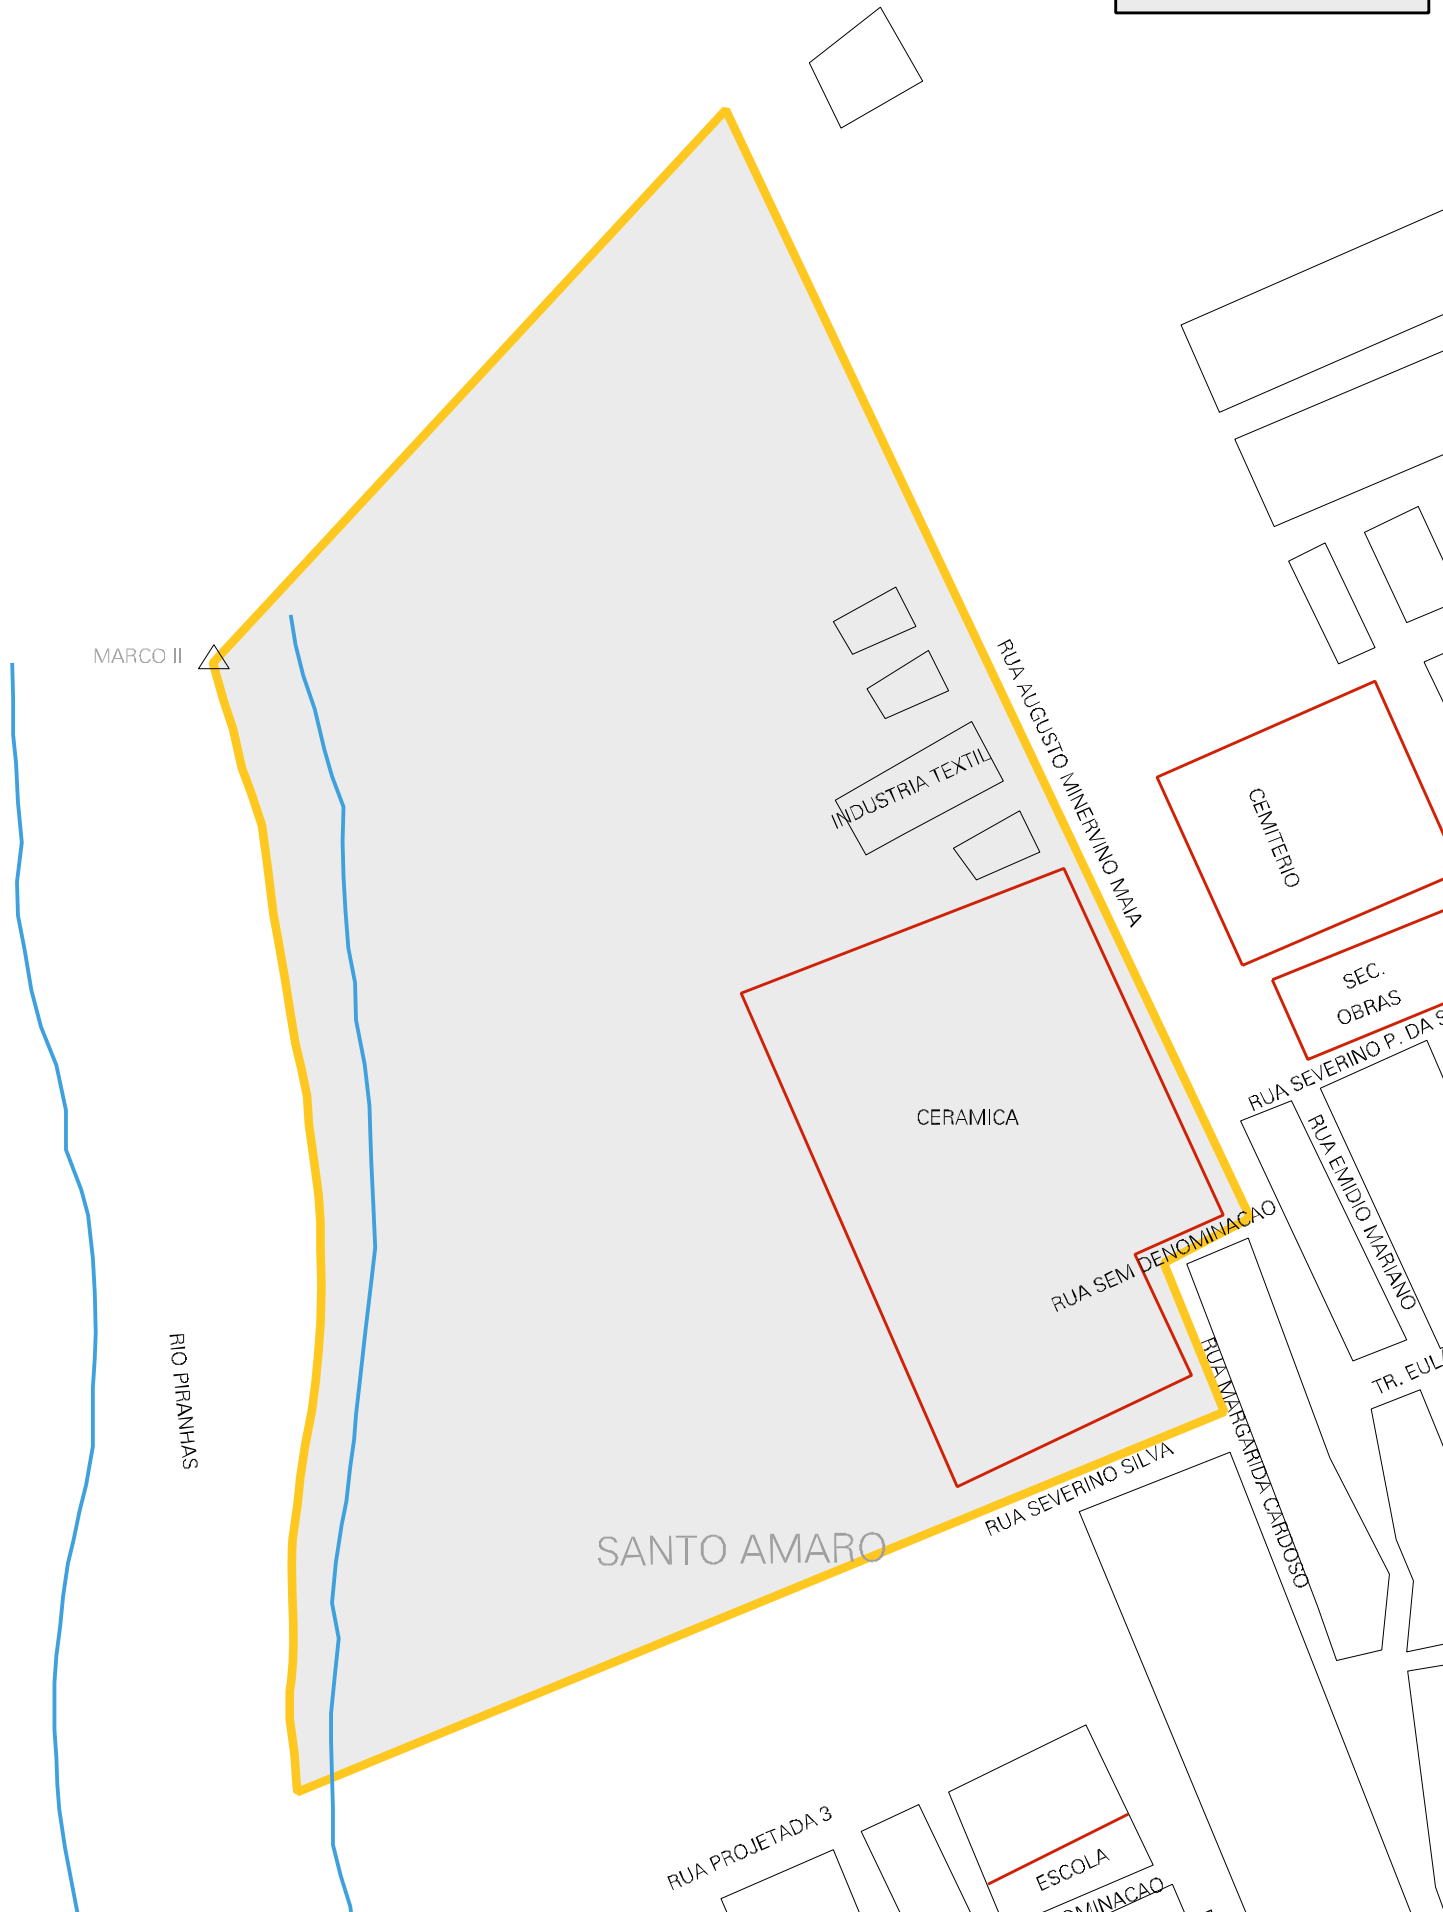 MARCO II
RUA AUGUSTO MINERVINO MAIA
INDUSTRIA TEXTIL
CEMITERIO
SEC.
OBRAS
RUA SEVERINO P. DA
CERAMICA
RUA EMIDIO MARIANO
RUA SEM DENOMINACAO
RIO PIRANHAS
RUA MARGARIDA CARDOSO
TR. EUL
RUA SEVERINO SILVA
SANTO AMARO
RUA PROJETADA 3
ESCOLA
OMINACAO